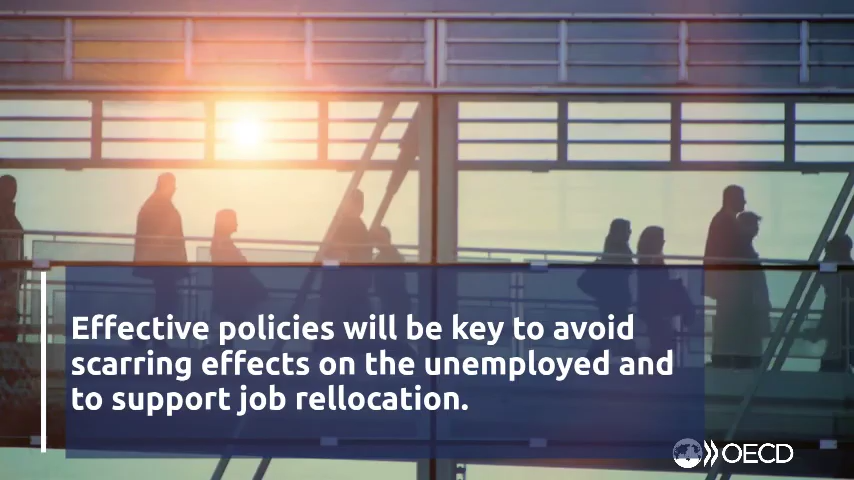 Effective policies will be key to avoid
scarring effects on the unemployed and
to support job rellocation.
OECD